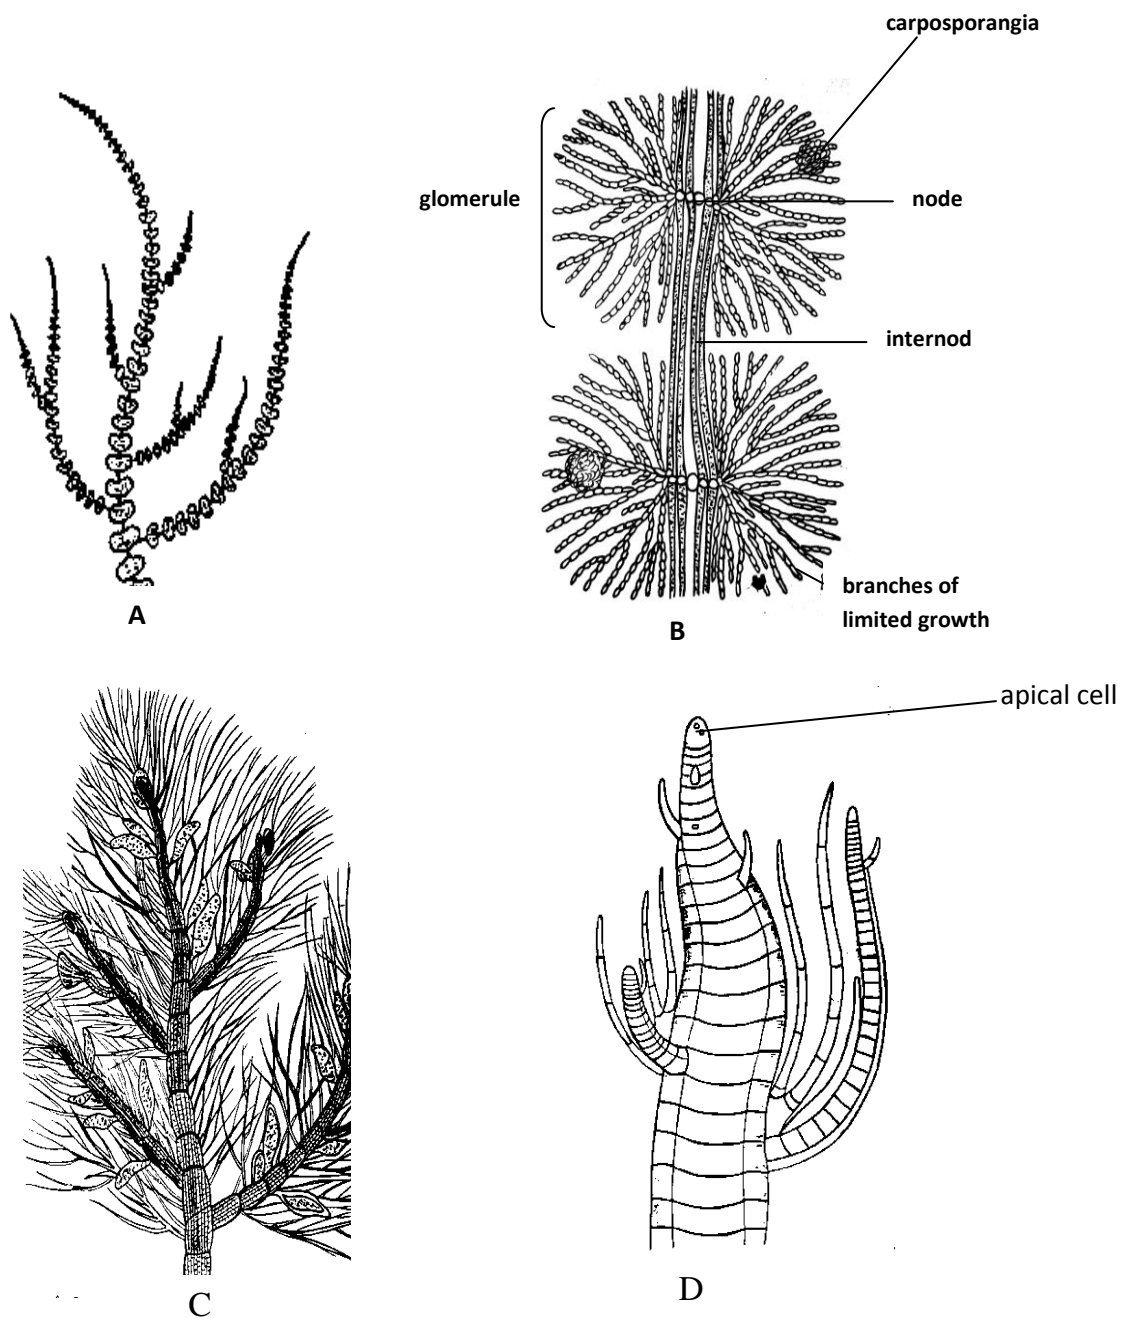 carposporangia
glomerule
node
internod
branches of
limited growth
A
B
apical cell
C
D